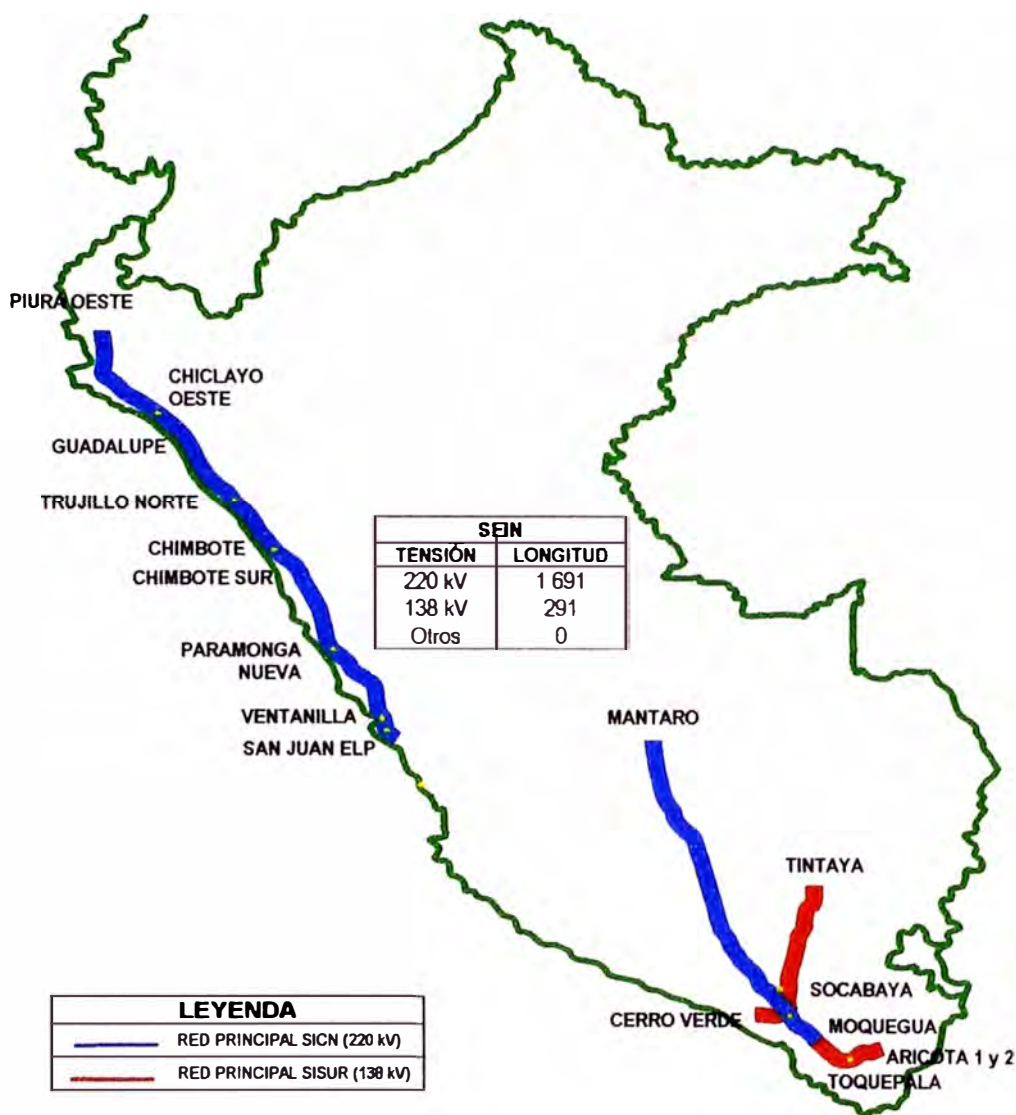 PIURA OESTE
CHICLAYO
OESTE
GUADALUPE
TRUJILLO NORTE
CHIMBOTE
CHIMBOTE SUR
PARAMONGA
NUEVA
VENTANILLA
SAN JUAN ELP
SEIN
TENSIÓN LONGITUD
220 kV 1 691
138 kV 291
Otros 0
MANTARO
TINTAYA
SOCABAYA
CERRO VERDE
MOQUEGUA
ARICOTA 1 y 2
TOQUEPALA
LEYENDA
RED PRINCIPAL SICN (220 kV)
RED PRINCIPAL SISUR (138 kV)